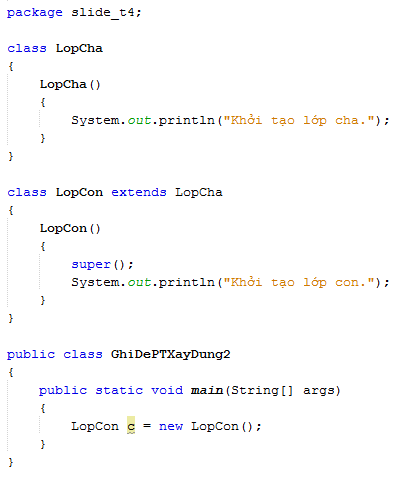 package slide_t4;
class LopCha
{
LopCha()
{
System.out.println("Khởi tạo lớp cha.");
}
}
class LopCon extends LopCha
{
LopCon()
{
super();
System.out.println("Khởi tạo lớp con.");
}
}
public class GhiDePTXayDung2
{
public static void main(String[] args)
{
LopCon c = new LopCon();
}
}